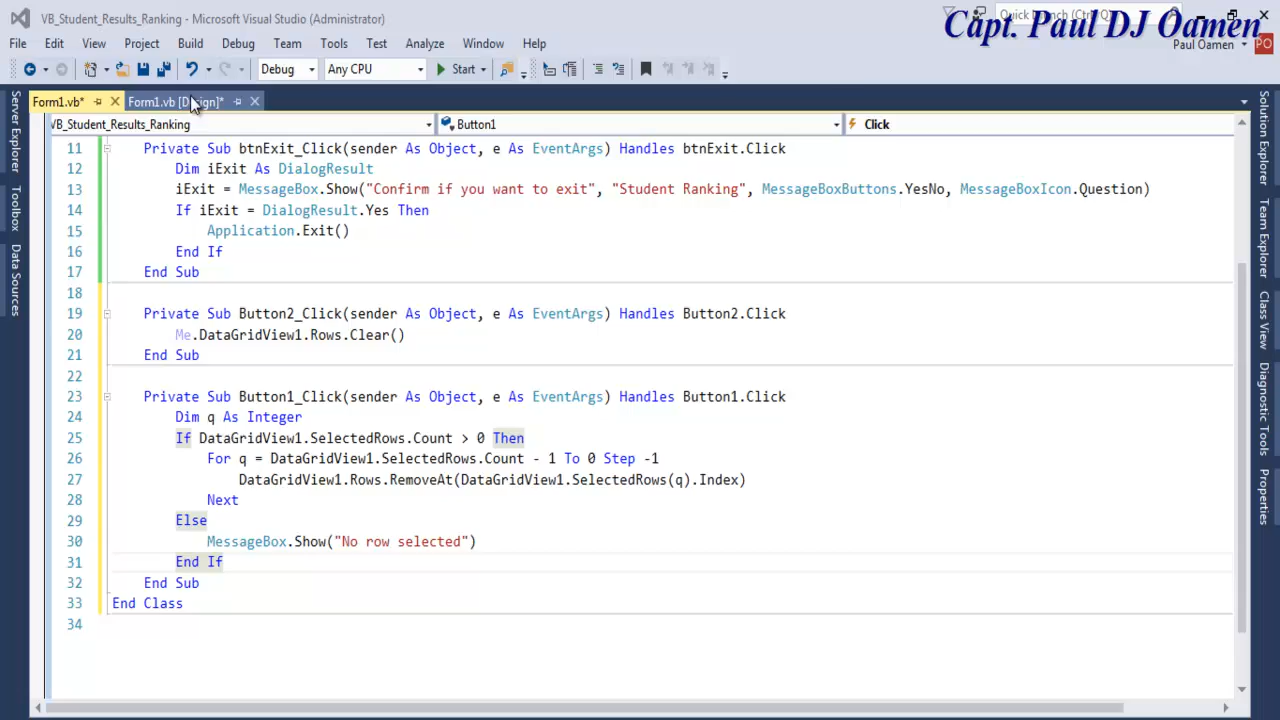 VB_Student_Results_Ranking - Microsoft Visual Studio (Administrator)
Quick Launch (Ctrl+Q)
Capt. Paul DJ Oamen
File Edit View Project Build Debug Team Tools Test Analyze Window Help
Paul Oamen PO
Debug Any CPU Start
Form1.vb* Form1.vb [Design]*
VB_Student_Results_Ranking Button1 Click
11 Private Sub btnExit_Click(sender As Object, e As EventArgs) Handles btnExit.Click
12 Dim iExit As DialogResult
13 iExit = MessageBox.Show("Confirm if you want to exit", "Student Ranking", MessageBoxButtons.YesNo, MessageBoxIcon.Question)
14 If iExit = DialogResult.Yes Then
15 Application.Exit()
16 End If
17 End Sub
18
19 Private Sub Button2_Click(sender As Object, e As EventArgs) Handles Button2.Click
20 Me.DataGridView1.Rows.Clear()
21 End Sub
22
23 Private Sub Button1_Click(sender As Object, e As EventArgs) Handles Button1.Click
24 Dim q As Integer
25 If DataGridView1.SelectedRows.Count > 0 Then
26 For q = DataGridView1.SelectedRows.Count - 1 To 0 Step -1
27 DataGridView1.Rows.RemoveAt(DataGridView1.SelectedRows(q).Index)
28 Next
29 Else
30 MessageBox.Show("No row selected")
31 End If
32 End Sub
33 End Class
34
Server Explorer
Toolbox
Data Sources
Solution Explorer
Team Explorer
Class View
Diagnostic Tools
Properties